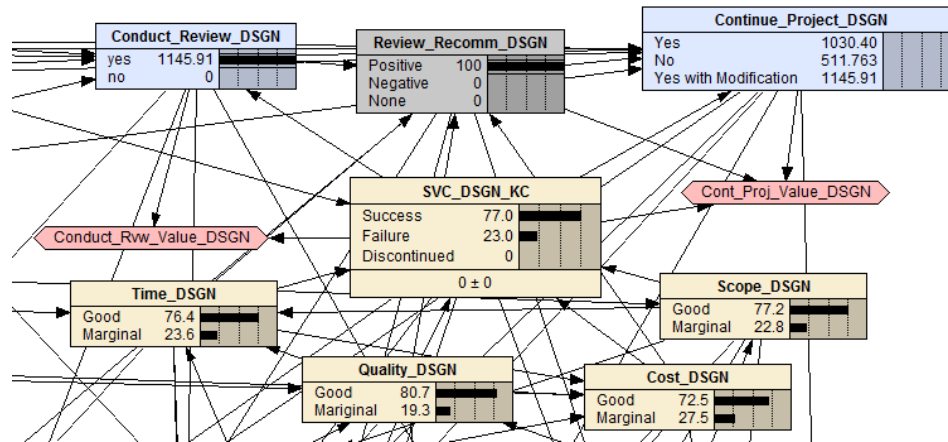 Conduct_Review_DSGN
yes 1145.91
no 0
Review_Recomm_DSGN
Positive 100
Negative 0
None 0
Continue_Project_DSGN
Yes 1030.40
No 511.763
Yes with Modification 1145.91
SVC_DSGN_KC
Success 77.0
Failure 23.0
Discontinued 0
0 ± 0
Cont_Proj_Value_DSGN
Conduct_Rvw_Value_DSGN
Time_DSGN
Good 76.4
Marginal 23.6
Scope_DSGN
Good 77.2
Marginal 22.8
Quality_DSGN
Good 80.7
Mariginal 19.3
Cost_DSGN
Good 72.5
Marginal 27.5